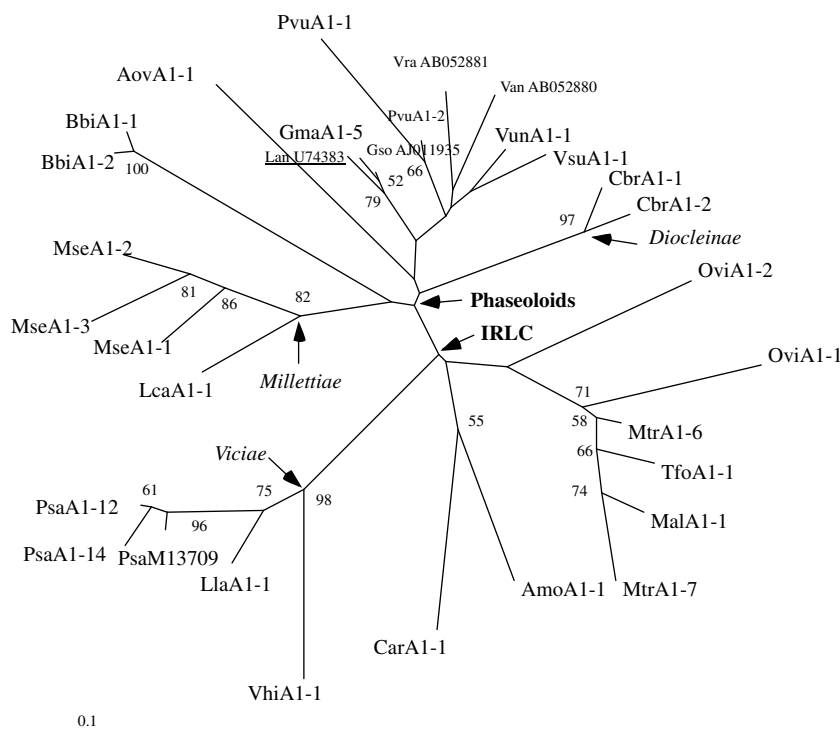 PvuA1-1
Vra AB052881
AovA1-1
Van AB052880
BbiA1-1
PvuA1-2
GmaA1-5
VunA1-1
Gso AJ011935
Lan U74383
BbiA1-2
VsuA1-1
100
66
52
CbrA1-1
79
CbrA1-2
97
Diocleinae
MseA1-2
OviA1-2
81
86
82
Phaseoloids
MseA1-3
IRLC
MseA1-1
OviA1-1
LcaA1-1
Millettiae
71
55
58
MtrA1-6
Viciae
66
TfoA1-1
61
75
98
74
PsaA1-12
MalA1-1
96
PsaA1-14
PsaM13709
LlaA1-1
AmoA1-1
MtrA1-7
CarA1-1
VhiA1-1
0.1